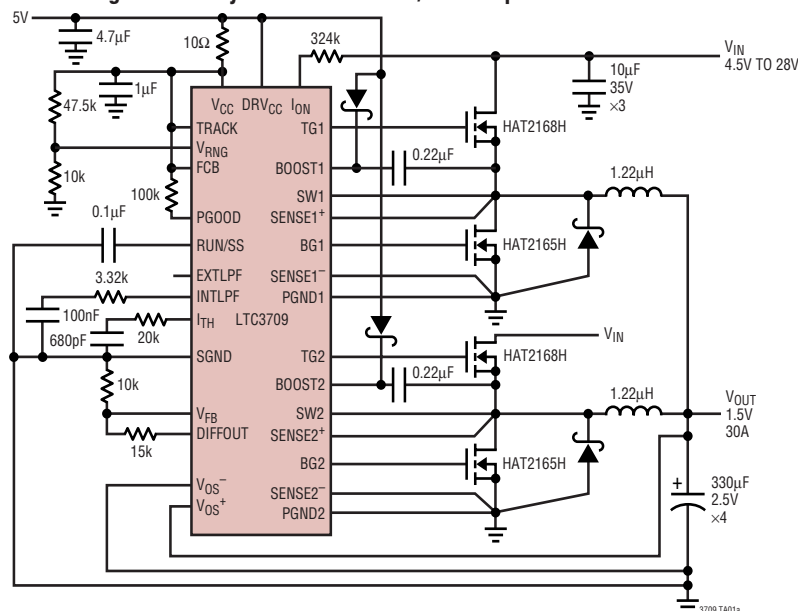 5V
4.7µF
10Ω
324k
V_IN
4.5V TO 28V
10µF
35V
×3
1µF
47.5k
10k
V_CC DRV_CC I_ON
TRACK
V_RNG
FCB
100k
PGOOD
0.1µF
RUN/SS
EXTLPF
3.32k
INTLPF
100nF
I_TH
LTC3709
680pF
20k
SGND
10k
V_FB
DIFFOUT
15k
V_OS−
V_OS+
TG1
HAT2168H
BOOST1
0.22µF
1.22µH
SW1
SENSE1+
BG1
HAT2165H
SENSE1−
PGND1
V_IN
TG2
HAT2168H
BOOST2
0.22µF
1.22µH
SW2
V_OUT
1.5V
30A
SENSE2+
BG2
HAT2165H
SENSE2−
PGND2
+
330µF
2.5V
×4
3709 TA01a